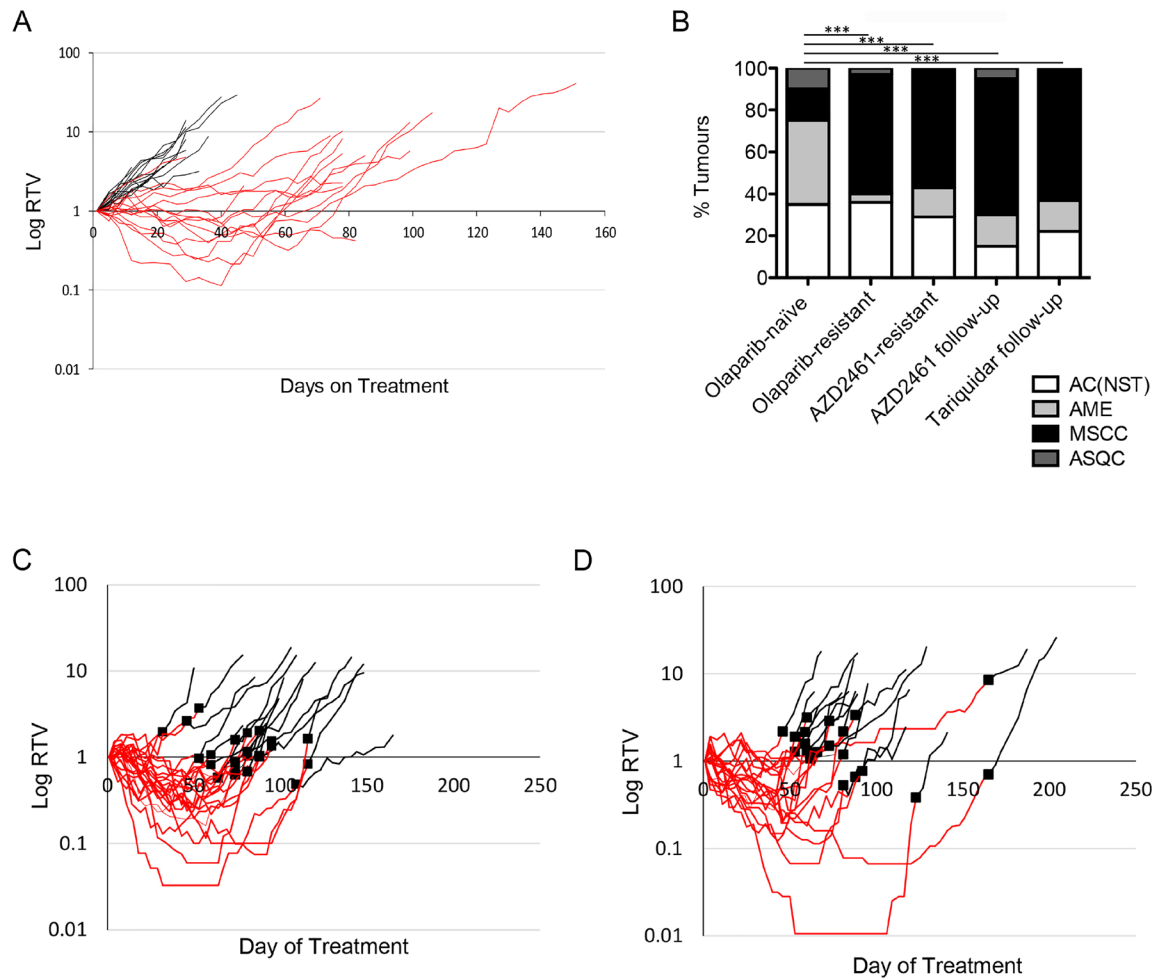 A
100
10
1
0.1
0.01
0 20 40 60 80 100 120 140 160
Log RTV
Days on Treatment
B
***
***
***
***
100
80
60
40
20
0
% Tumours
Olaparib-naïve
Olaparib-resistant
AZD2461-resistant
AZD2461 follow-up
Tariquidar follow-up
AC(NST)
AME
MSCC
ASQC
C
100
10
1
0.1
0.01
0 50 100 150 200 250
Log RTV
Day of Treatment
D
100
10
1
0.1
0.01
0 50 100 150 200 250
Log RTV
Day of Treatment